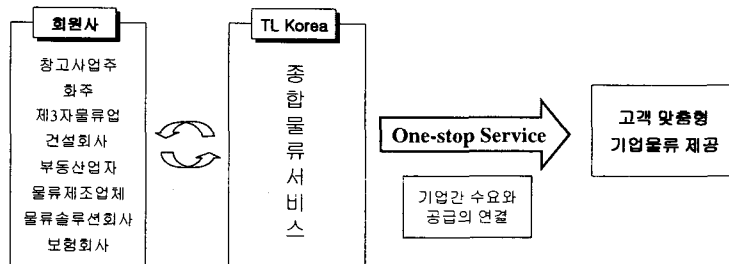 회원사
창고사업주
화주
제3자물류업
건설회사
부동산업자
물류제조업체
물류솔루션회사
보험회사
TL Korea
종합물류서비스
One-stop Service
기업간 수요와
공급의 연결
고객 맞춤형
기업물류 제공